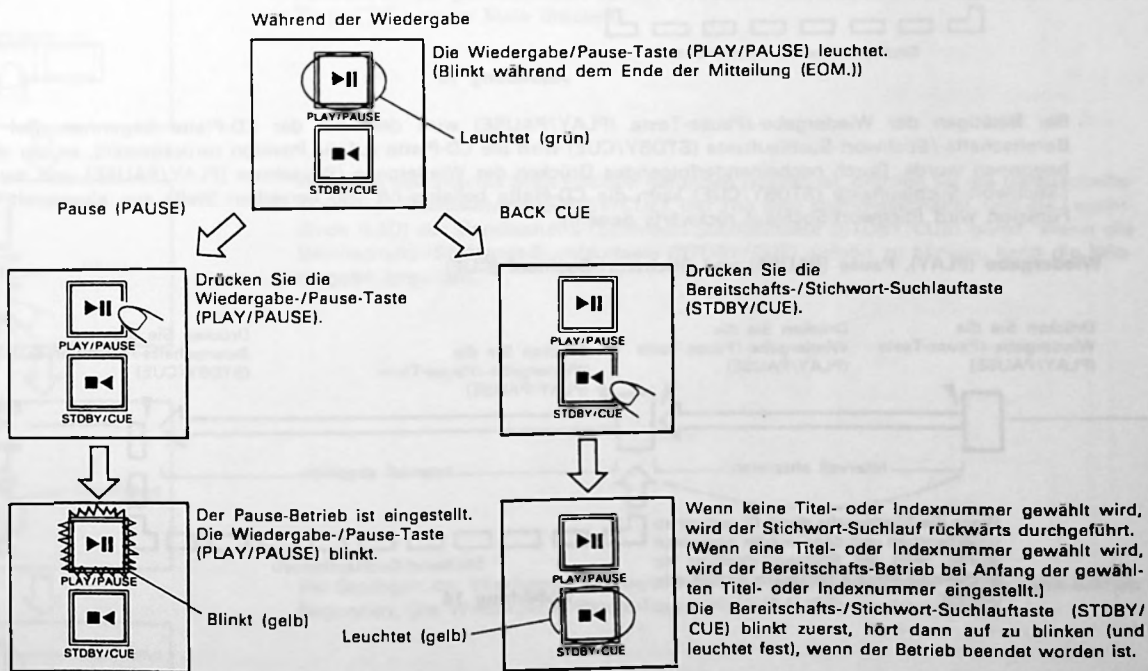 Während der Wiedergabe
Die Wiedergabe/Pause-Taste (PLAY/PAUSE) leuchtet.
(Blinkt während dem Ende der Mitteilung (EOM.))
PLAY/PAUSE
Leuchtet (grün)
STDBY/CUE
Pause (PAUSE)
BACK CUE
Drücken Sie die
Wiedergabe-/Pause-Taste
(PLAY/PAUSE).
PLAY/PAUSE
STDBY/CUE
Drücken Sie die
Bereitschafts-/Stichwort-Suchlauftaste
(STDBY/CUE).
PLAY/PAUSE
STDBY/CUE
Der Pause-Betrieb ist eingestellt.
Die Wiedergabe-/Pause-Taste
(PLAY/PAUSE) blinkt.
PLAY/PAUSE
Blinkt (gelb)
STDBY/CUE
PLAY/PAUSE
Leuchtet (gelb)
STDBY/CUE
Wenn keine Titel- oder Indexnummer gewählt wird,
wird der Stichwort-Suchlauf rückwärts durchgeführt.
(Wenn eine Titel- oder Indexnummer gewählt wird,
wird der Bereitschafts-Betrieb bei Anfang der gewähl-
ten Titel- oder Indexnummer eingestellt.)
Die Bereitschafts-/Stichwort-Suchlauftaste (STDBY/
CUE) blinkt zuerst, hört dann auf zu blinken (und
leuchtet fest), wenn der Betrieb beendet worden ist.